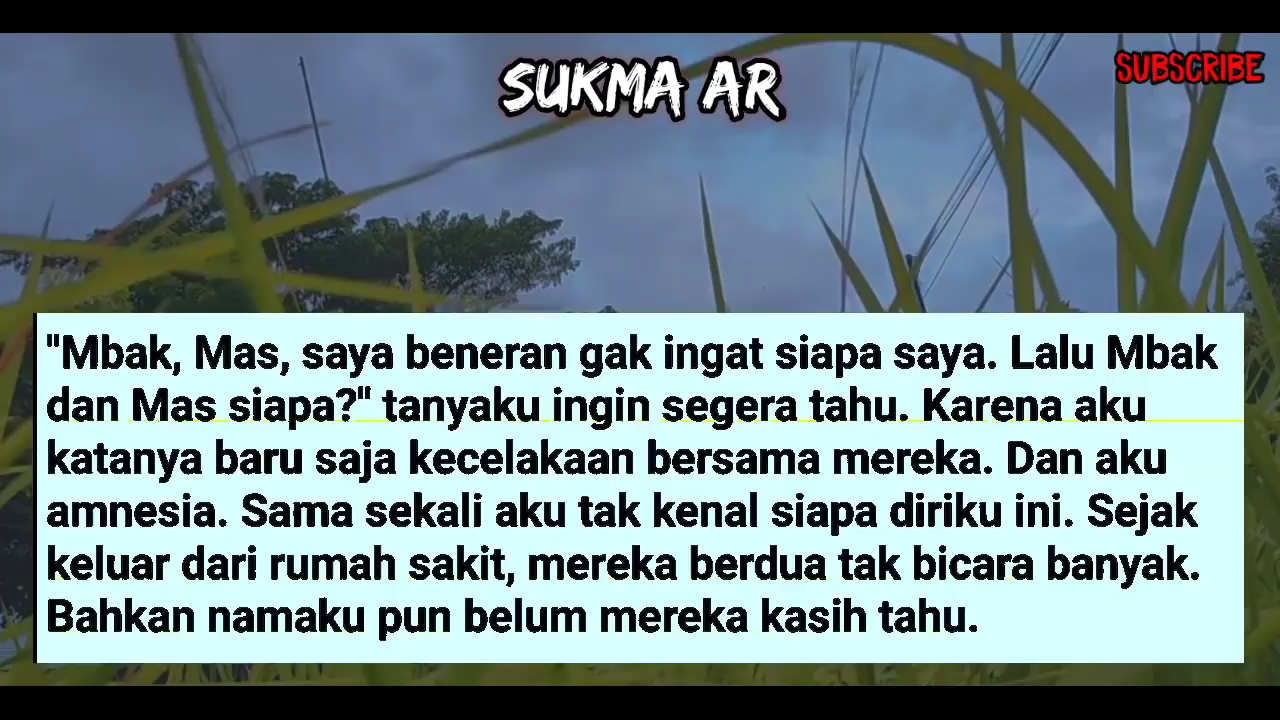 SUKMA AR
SUBSCRIBE
"Mbak, Mas, saya beneran gak ingat siapa saya. Lalu Mbak
dan Mas siapa?" tanyaku ingin segera tahu. Karena aku
katanya baru saja kecelakaan bersama mereka. Dan aku
amnesia. Sama sekali aku tak kenal siapa diriku ini. Sejak
keluar dari rumah sakit, mereka berdua tak bicara banyak.
Bahkan namaku pun belum mereka kasih tahu.